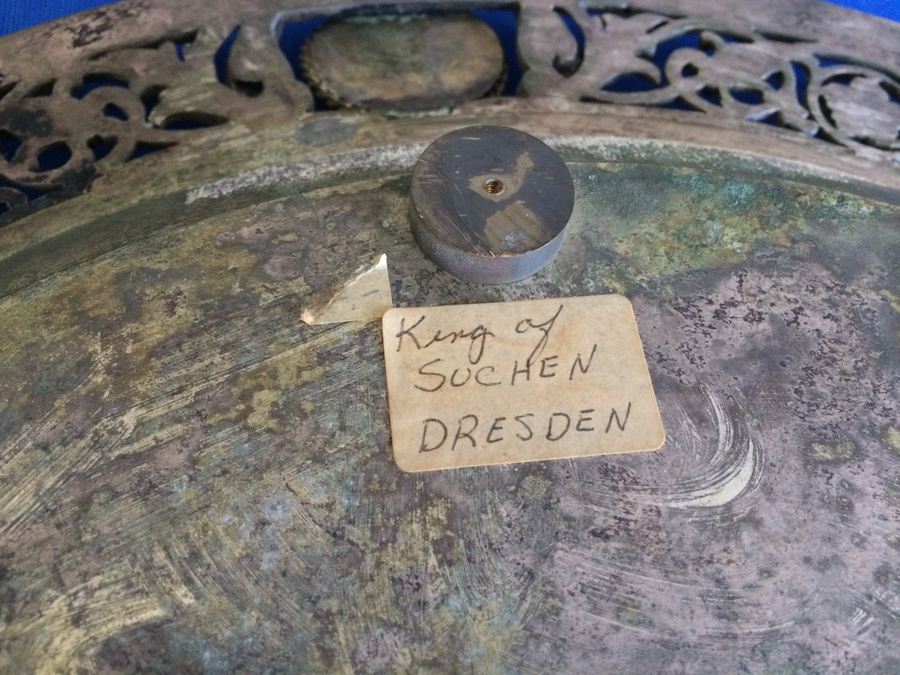 King of
SUCHEN
DRESDEN